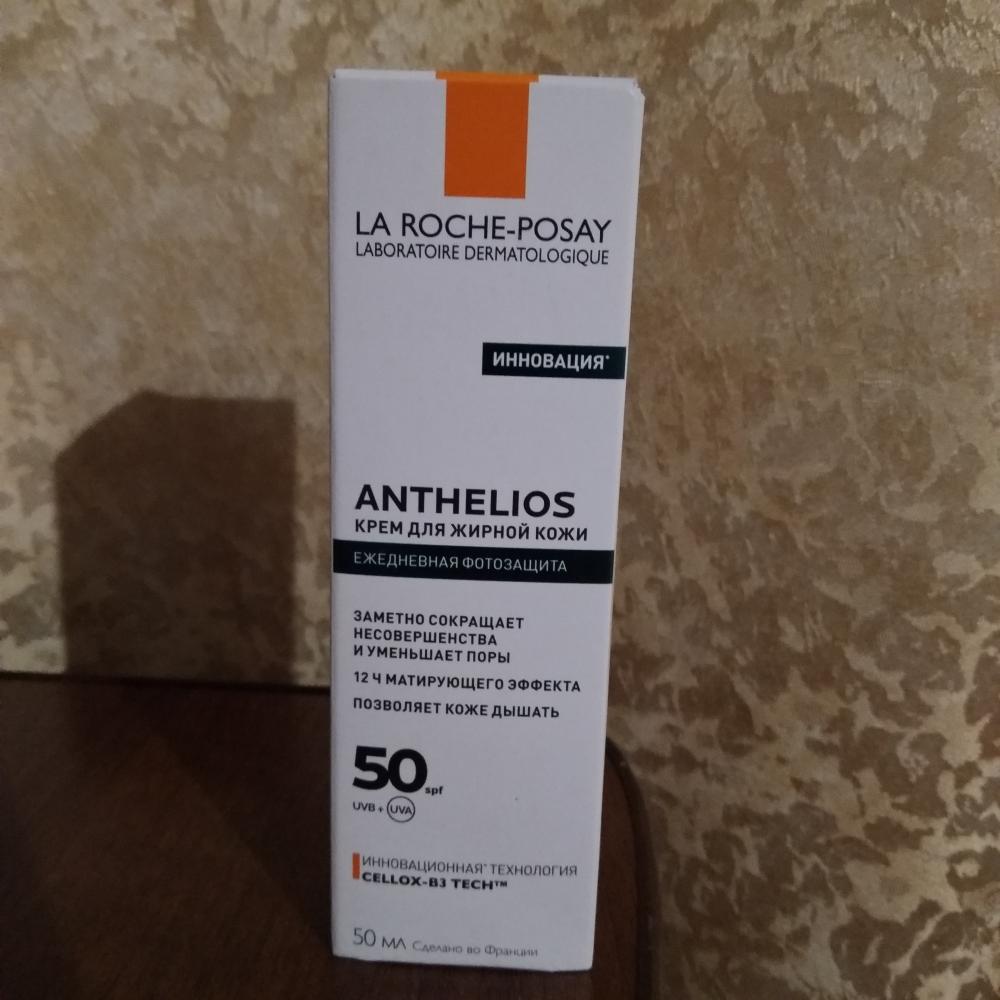 LA ROCHE-POSAY
LABORATOIRE DERMATOLOGIQUE
ИННОВАЦИЯ*
ANTHELIOS
КРЕМ ДЛЯ ЖИРНОЙ КОЖИ
ЕЖЕДНЕВНАЯ ФОТОЗАЩИТА
ЗАМЕТНО СОКРАЩАЕТ
НЕСОВЕРШЕНСТВА
И УМЕНЬШАЕТ ПОРЫ
12 Ч МАТИРУЮЩЕГО ЭФФЕКТА
ПОЗВОЛЯЕТ КОЖЕ ДЫШАТЬ
50 spf
UVB + UVA
ИННОВАЦИОННАЯ* ТЕХНОЛОГИЯ
CELLOX-B3 TECH™
50 МЛ Сделано во Франции